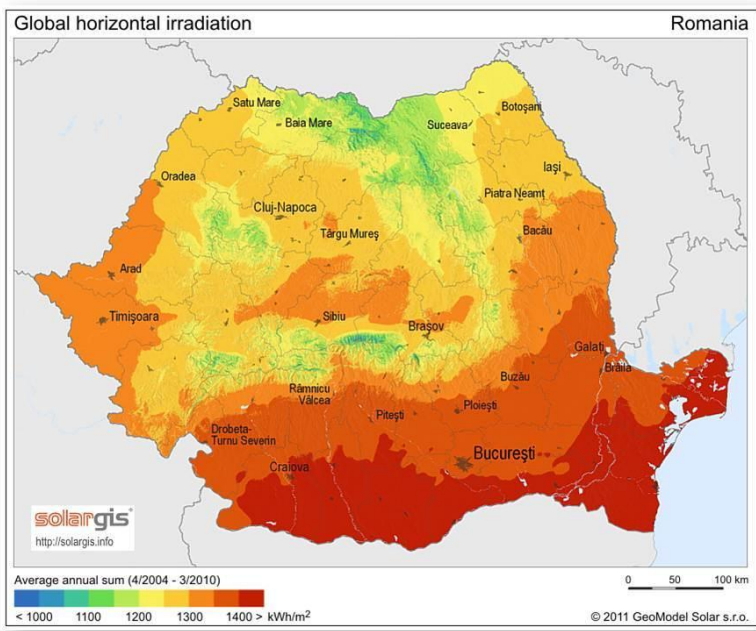 Global horizontal irradiation
Romania
Satu Mare
Baia Mare
Suceava
Botoşani
Oradea
Iaşi
Piatra Neamţ
Cluj-Napoca
Târgu Mureş
Bacău
Arad
Timişoara
Sibiu
Braşov
Galaţi
Brăila
Râmnicu
Vâlcea
Buzău
Piteşti
Ploieşti
Drobeta-
Turnu Severin
Bucureşti
Craiova
solargis
http://solargis.info
Average annual sum (4/2004 - 3/2010)
0 50 100 km
< 1000 1100 1200 1300 1400 > kWh/m²
© 2011 GeoModel Solar s.r.o.